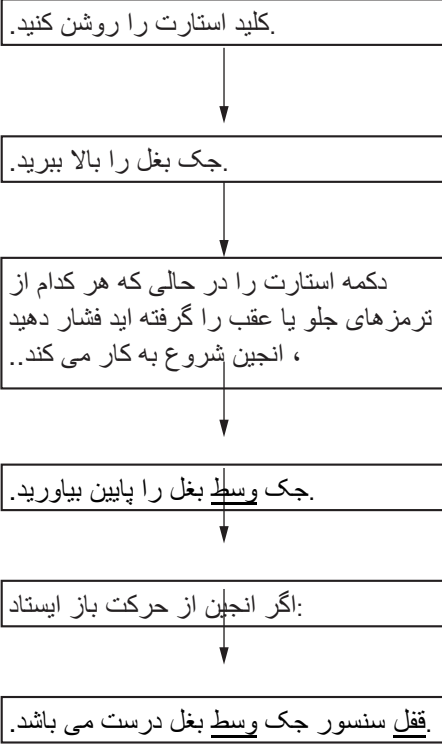 کلید استارت را روشن کنید.
جک بغل را بالا ببرید.
دکمه استارت را در حالی که هر کدام از
ترمزهای جلو یا عقب را گرفته اید فشار دهید
، انجین شروع به کار می کند..
جک وسط بغل را پایین بیاورید.
اگر انجین از حرکت باز ایستاد:
قفل سنسور جک وسط بغل درست می باشد.